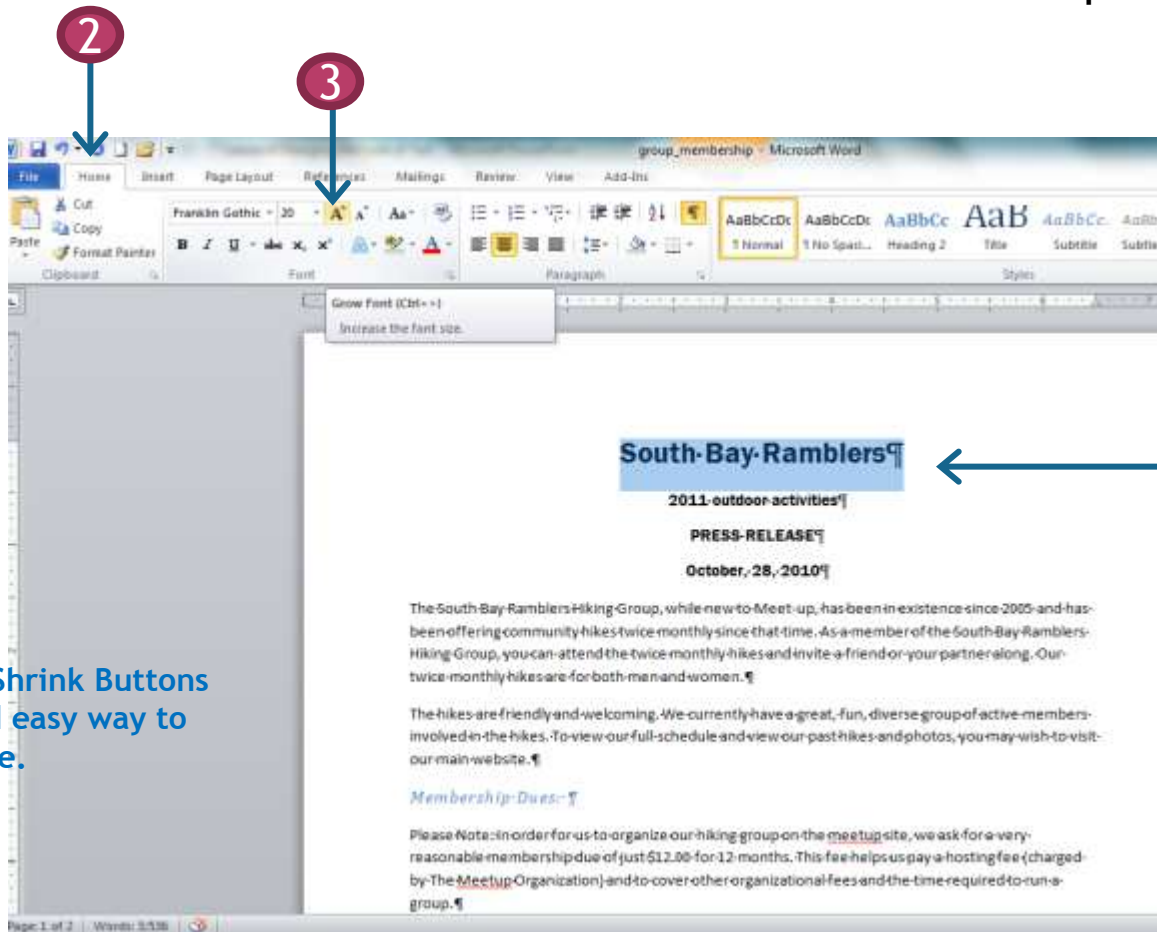 2
3
group_membership - Microsoft Word
File Home Insert Page Layout References Mailings Review View Add-Ins
Cut
Copy
Format Painter
Paste
Clipboard
Franklin Gothic 20
B I U abc
Font
Paragraph
AaBbCcDc AaBbCcDc AaBbCc AaB AaBbCc. AaBb
¶ Normal ¶ No Spaci... Heading 2 Title Subtitle Subtle
Styles
Grow Font (Ctrl+>)
Increase the font size.
South·Bay·Ramblers¶
2011·outdoor·activities¶
PRESS·RELEASE¶
October,·28,·2010¶
The·South·Bay·Ramblers·Hiking·Group,·while·new·to·Meet-up,·has·been·in·existence·since·2005·and·has·
been·offering·community·hikes·twice·monthly·since·that·time.·As·a·member·of·the·South·Bay·Ramblers·
Hiking·Group,·you·can·attend·the·twice·monthly·hikes·and·invite·a·friend·or·your·partner·along.·Our·
twice·monthly·hikes·are·for·both·men·and·women.¶
The·hikes·are·friendly·and·welcoming.·We·currently·have·a·great,·fun,·diverse·group·of·active·members·
involved·in·the·hikes.·To·view·our·full·schedule·and·view·our·past·hikes·and·photos,·you·may·wish·to·visit·
our·main·website.¶
Membership·Dues:·¶
Please·Note:·In·order·for·us·to·organize·our·hiking·group·on·the·meetup·site,·we·ask·for·a·very·
reasonable·membership·due·of·just·$12.00·for·12·months.·This·fee·helps·us·pay·a·hosting·fee·(charged·
by·The·Meetup·Organization)·and·to·cover·other·organizational·fees·and·the·time·required·to·run·a·
group.¶
Shrink Buttons
easy way to
e.
Page: 1 of 2 Words: 3/536